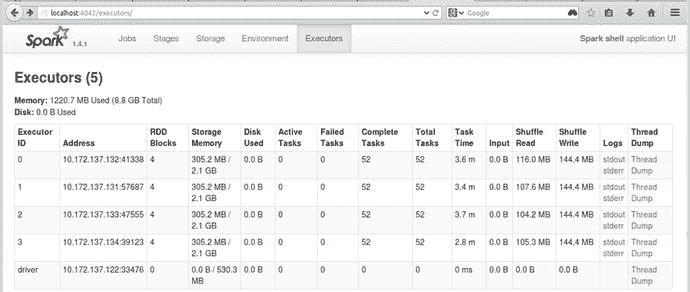 localhost:4042/executors/ Google
Spark 1.4.1 Jobs Stages Storage Environment Executors Spark shell application UI
Executors (5)
Memory: 1220.7 MB Used (8.8 GB Total)
Disk: 0.0 B Used
Executor ID Address RDD Blocks Storage Memory Disk Used Active Tasks Failed Tasks Complete Tasks Total Tasks Task Time Input Shuffle Read Shuffle Write Logs Thread Dump
0 10.172.137.132:41338 4 305.2 MB / 2.1 GB 0.0 B 0 0 52 52 3.6 m 0.0 B 116.0 MB 144.4 MB stdout stderr Thread Dump
1 10.172.137.131:57687 4 305.2 MB / 2.1 GB 0.0 B 0 0 52 52 3.4 m 0.0 B 107.6 MB 144.4 MB stdout stderr Thread Dump
2 10.172.137.133:47555 4 305.2 MB / 2.1 GB 0.0 B 0 0 52 52 3.7 m 0.0 B 104.2 MB 144.4 MB stdout stderr Thread Dump
3 10.172.137.134:39123 4 305.2 MB / 2.1 GB 0.0 B 0 0 52 52 2.8 m 0.0 B 105.3 MB 144.4 MB stdout stderr Thread Dump
driver 10.172.137.122:33476 0 0.0 B / 530.3 MB 0.0 B 0 0 0 0 0 ms 0.0 B 0.0 B 0.0 B Thread Dump